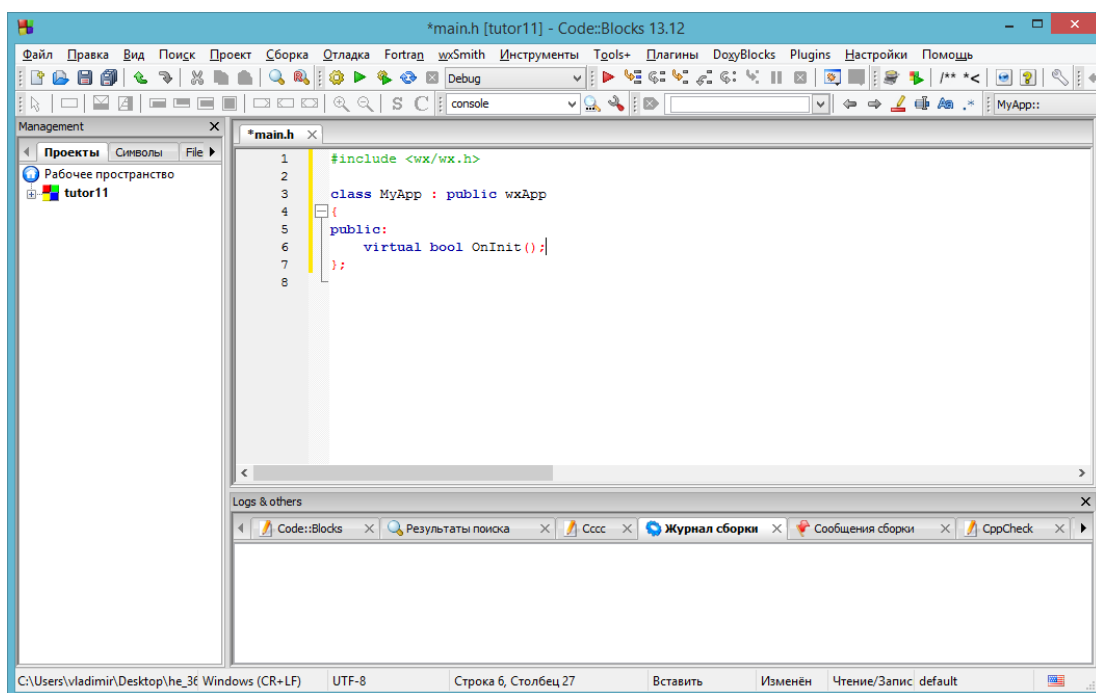 *main.h [tutor11] - Code::Blocks 13.12
Файл Правка Вид Поиск Проект Сборка Отладка Fortran wxSmith Инструменты Tools+ Плагины DoxyBlocks Plugins Настройки Помощь
Debug /** *<
S C console Aa .* MyApp::
Management
Проекты Символы File
Рабочее пространство
tutor11
*main.h
1 #include <wx/wx.h>
2
3 class MyApp : public wxApp
4 {
5 public:
6 virtual bool OnInit();
7 };
8
Logs & others
Code::Blocks Результаты поиска Cccc Журнал сборки Сообщения сборки CppCheck
C:\Users\vladimir\Desktop\he_36 Windows (CR+LF) UTF-8 Строка 6, Столбец 27 Вставить Изменён Чтение/Запис default